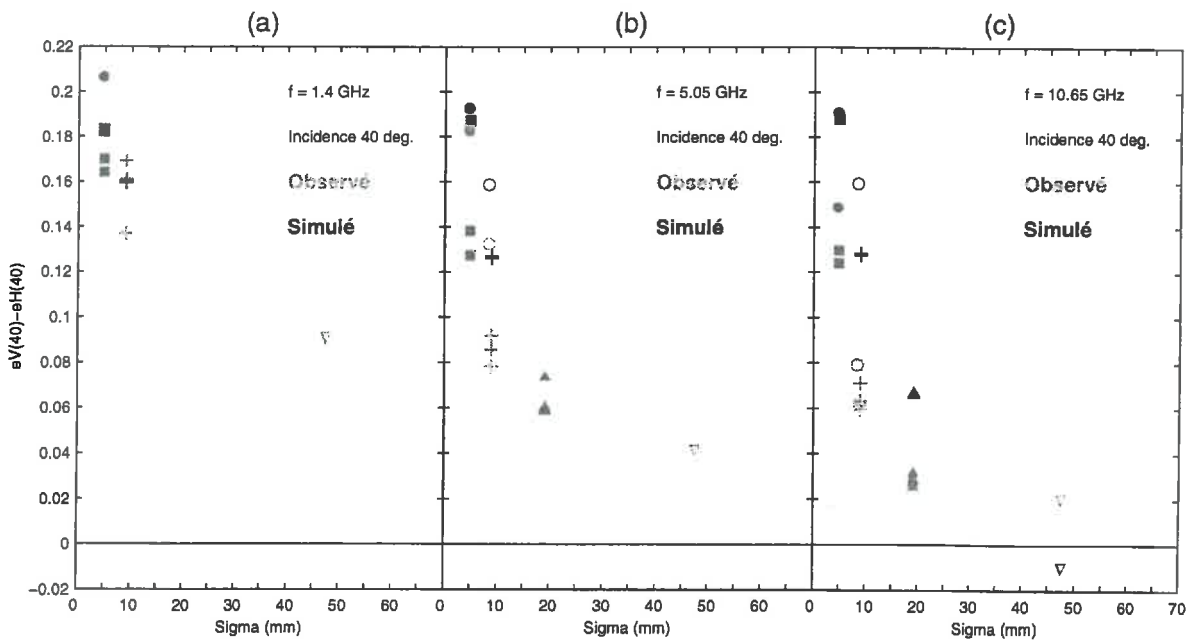 (a) (b) (c)
0.22
0.2
0.18
0.16
0.14
0.12
0.1
0.08
0.06
0.04
0.02
0
−0.02
eV(40)−eH(40)
f = 1.4 GHz
Incidence 40 deg.
Observé
Simulé
f = 5.05 GHz
Incidence 40 deg.
Observé
Simulé
f = 10.65 GHz
Incidence 40 deg.
Observé
Simulé
0 10 20 30 40 50 60 0 10 20 30 40 50 60 0 10 20 30 40 50 60 70
Sigma (mm) Sigma (mm) Sigma (mm)